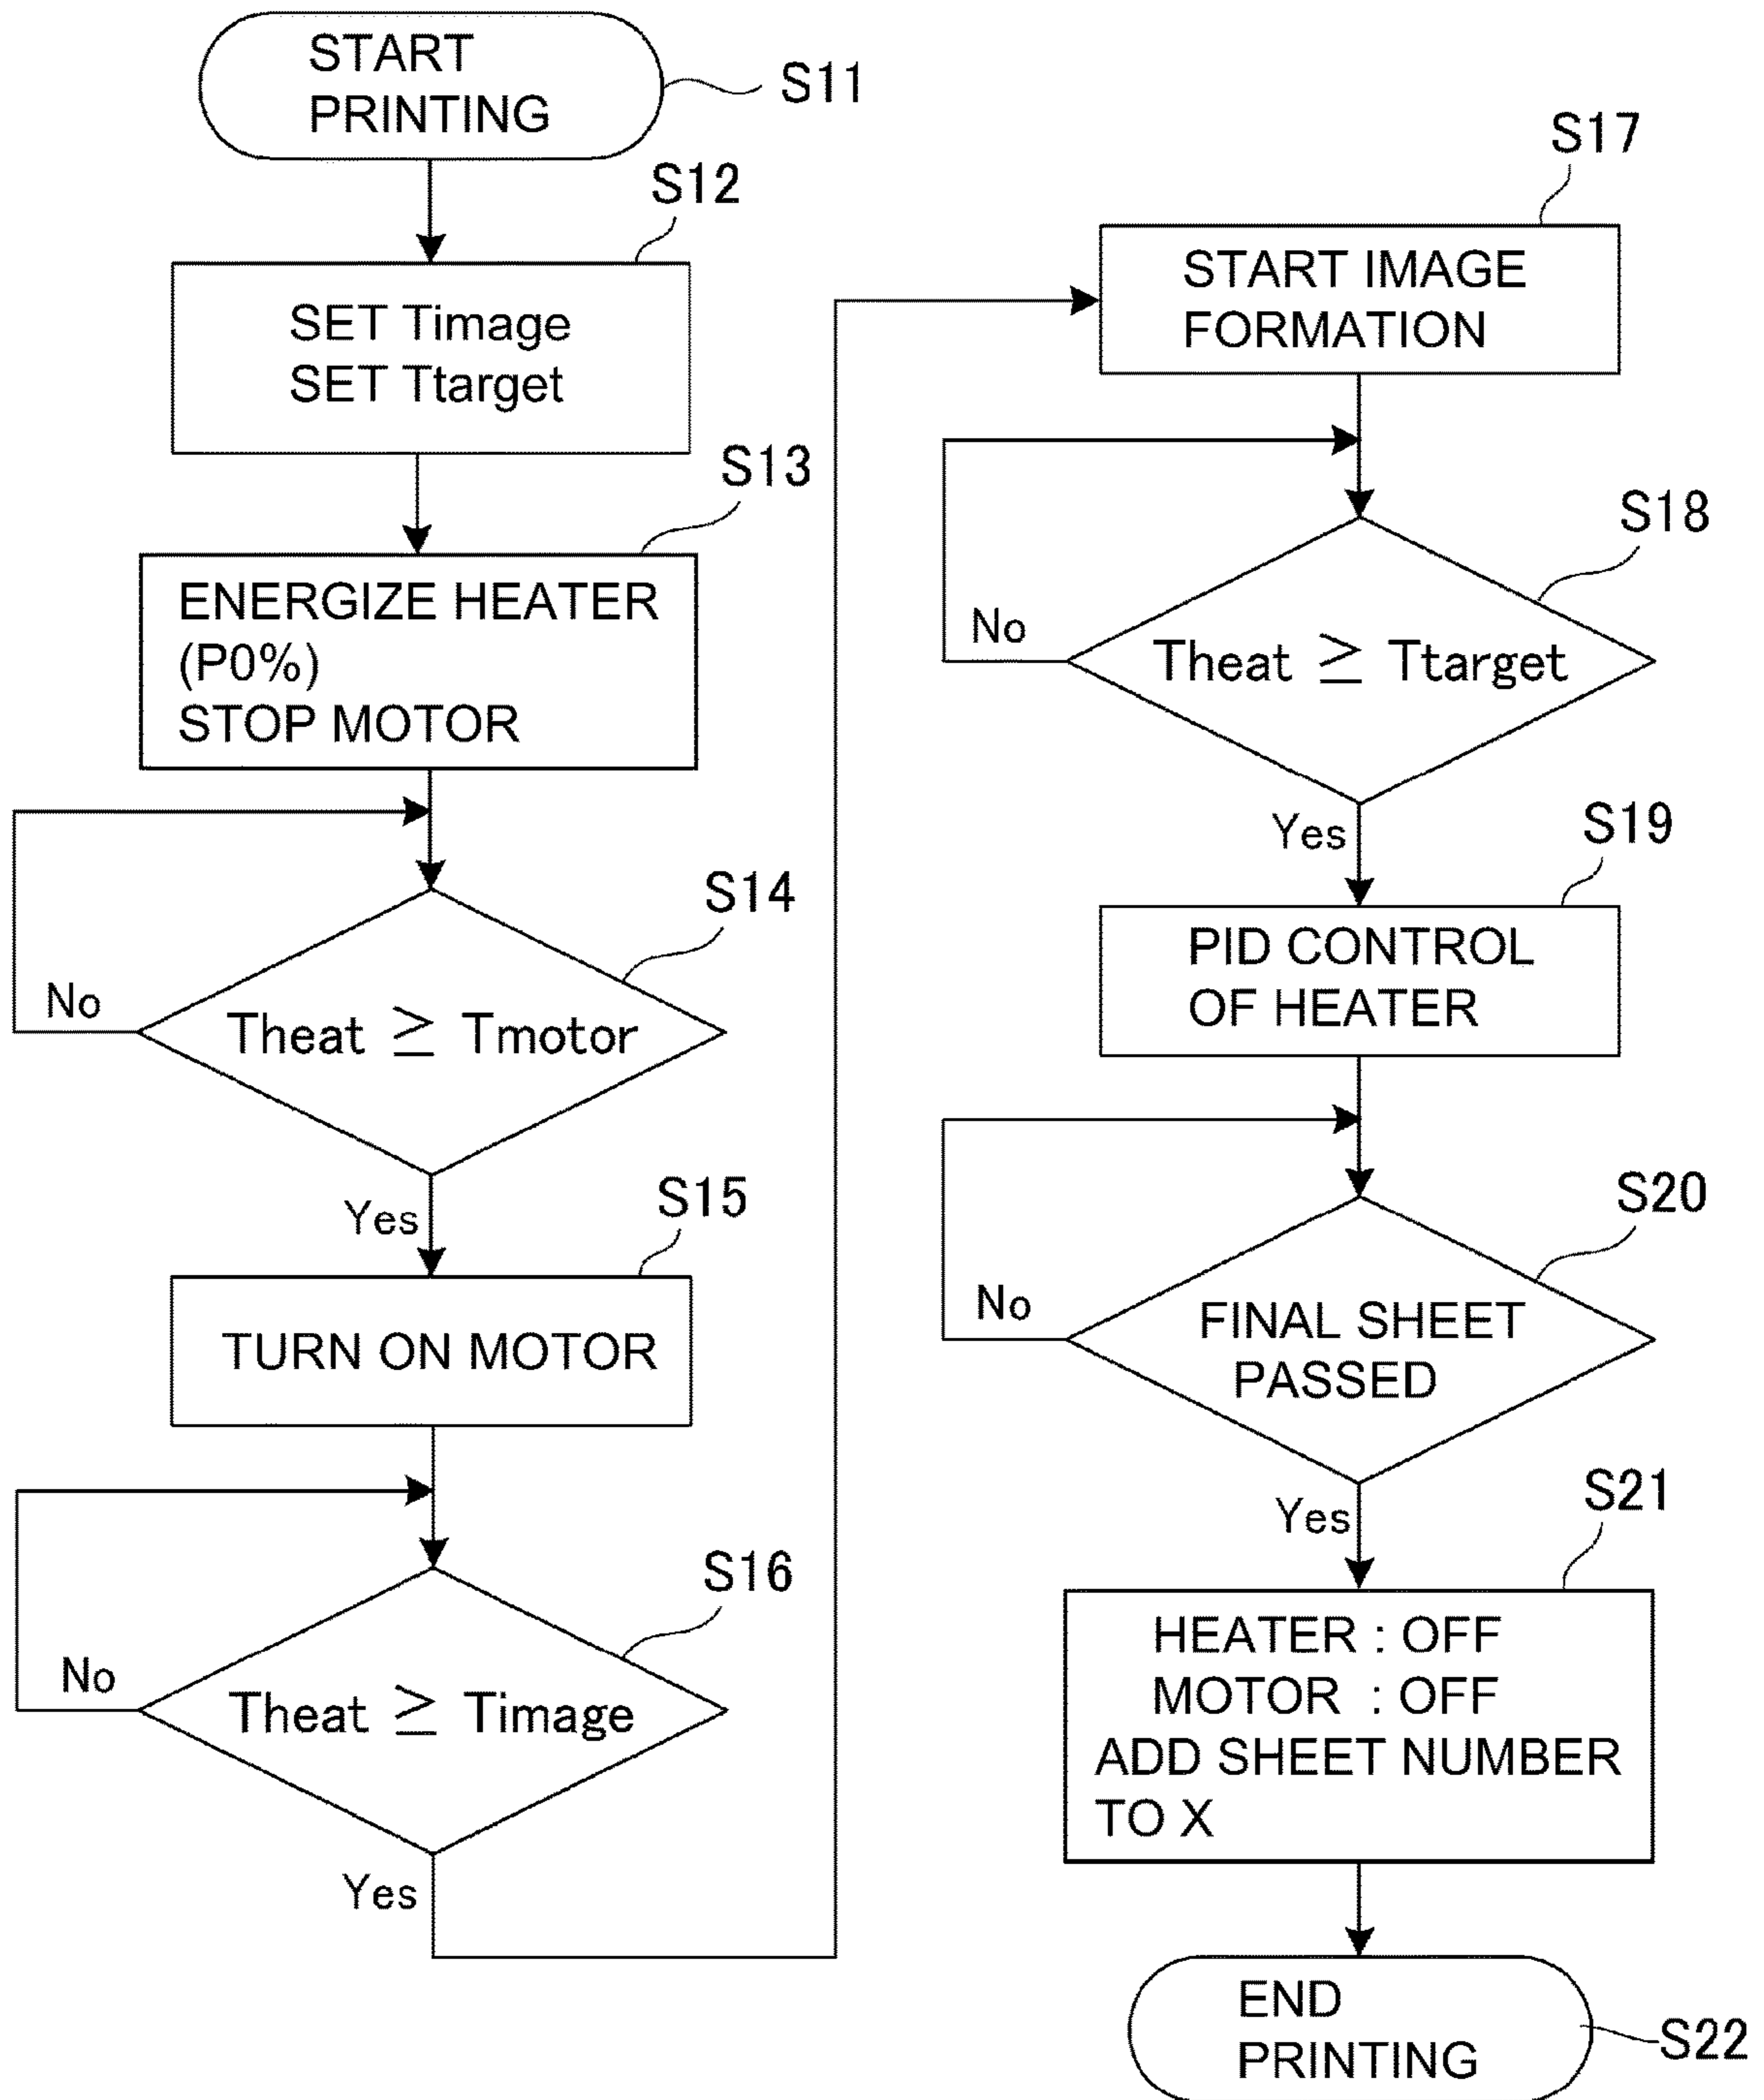 START
PRINTING
S11
S12
SET Timage
SET Ttarget
S13
ENERGIZE HEATER
(P0%)
STOP MOTOR
S14
No
Theat ≧ Tmotor
Yes
S15
TURN ON MOTOR
S16
No
Theat ≧ Timage
Yes
S17
START IMAGE
FORMATION
S18
No
Theat ≧ Ttarget
Yes
S19
PID CONTROL
OF HEATER
S20
No
FINAL SHEET
PASSED
Yes
S21
HEATER : OFF
MOTOR : OFF
ADD SHEET NUMBER
TO X
END
PRINTING
S22